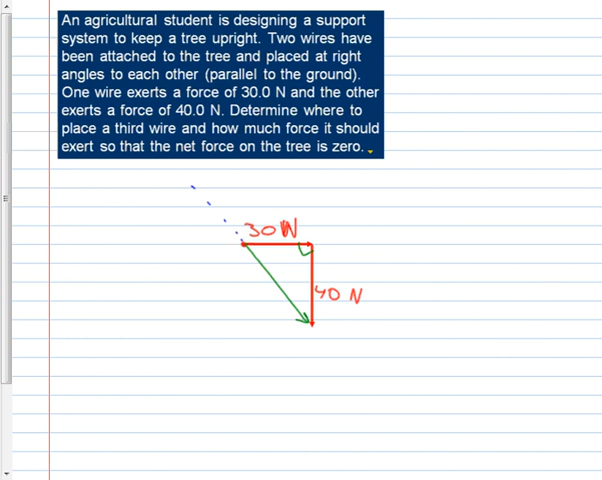 An agricultural student is designing a support
system to keep a tree upright. Two wires have
been attached to the tree and placed at right
angles to each other (parallel to the ground).
One wire exerts a force of 30.0 N and the other
exerts a force of 40.0 N. Determine where to
place a third wire and how much force it should
exert so that the net force on the tree is zero.
30 N
40 N